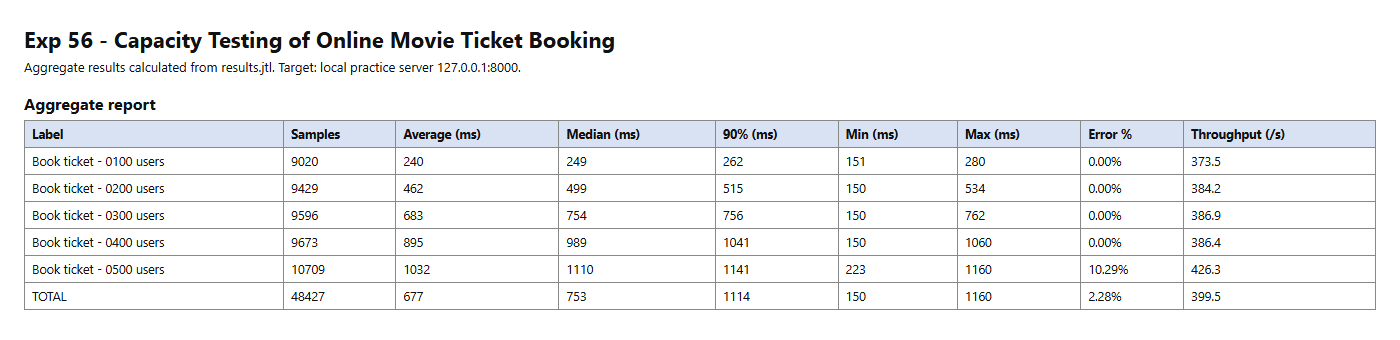 Exp 56 - Capacity Testing of Online Movie Ticket Booking
Aggregate results calculated from results.jtl. Target: local practice server 127.0.0.1:8000.
Aggregate report
Label Samples Average (ms) Median (ms) 90% (ms) Min (ms) Max (ms) Error % Throughput (/s)
Book ticket - 0100 users 9020 240 249 262 151 280 0.00% 373.5
Book ticket - 0200 users 9429 462 499 515 150 534 0.00% 384.2
Book ticket - 0300 users 9596 683 754 756 150 762 0.00% 386.9
Book ticket - 0400 users 9673 895 989 1041 150 1060 0.00% 386.4
Book ticket - 0500 users 10709 1032 1110 1141 223 1160 10.29% 426.3
TOTAL 48427 677 753 1114 150 1160 2.28% 399.5